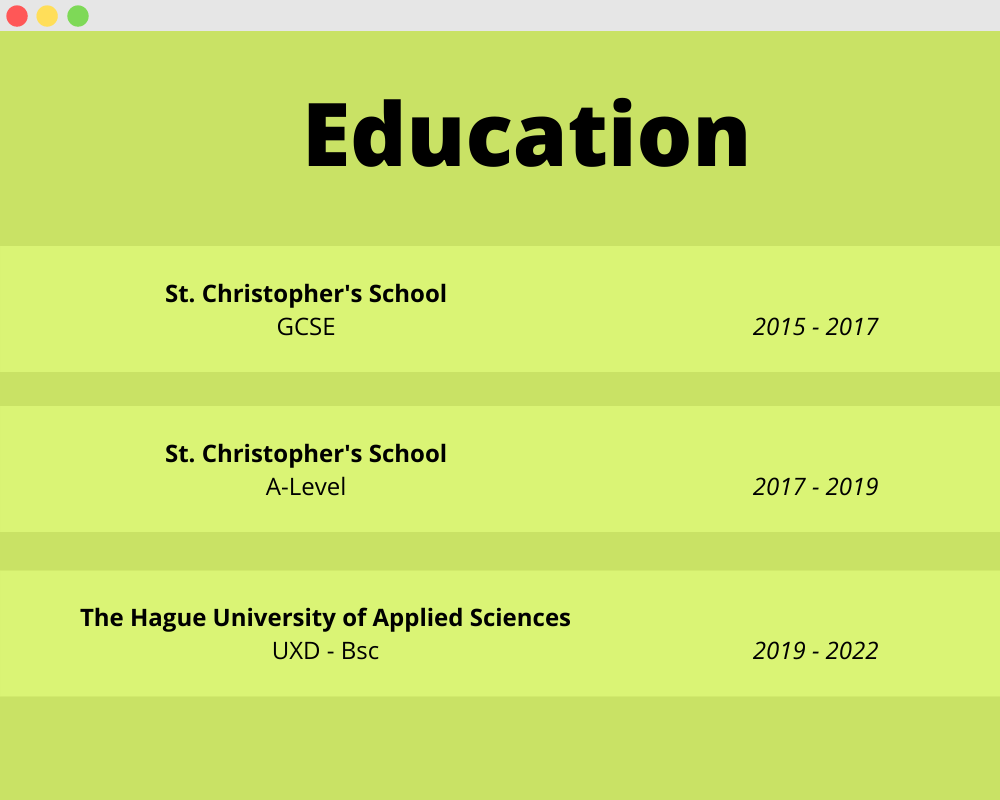 Education
St. Christopher's School
GCSE
2015 - 2017
St. Christopher's School
A-Level
2017 - 2019
The Hague University of Applied Sciences
UXD - Bsc
2019 - 2022